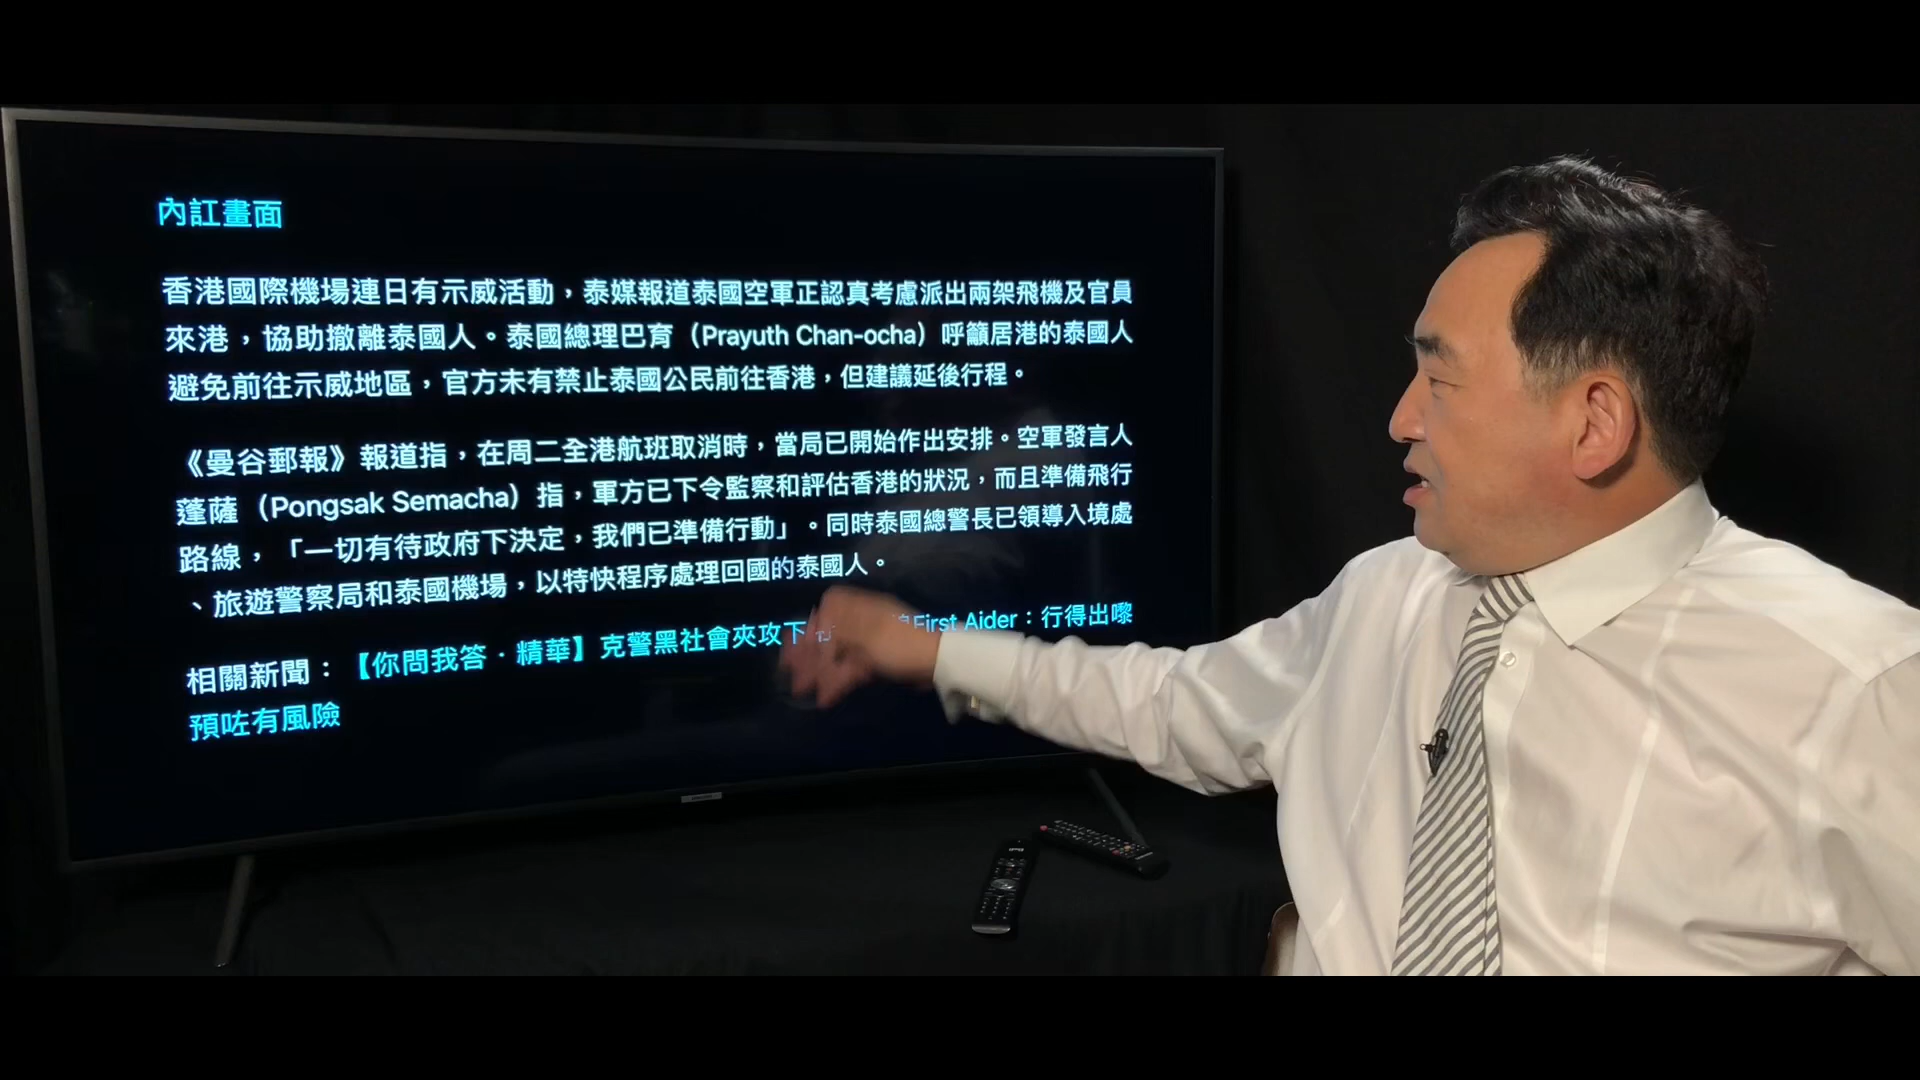 內訌畫面
香港國際機場連日有示威活動，泰媒報道泰國空軍正認真考慮派出兩架飛機及官員
來港，協助撤離泰國人。泰國總理巴育（Prayuth Chan-ocha）呼籲居港的泰國人
避免前往示威地區，官方未有禁止泰國公民前往香港，但建議延後行程。
《曼谷郵報》報道指，在周二全港航班取消時，當局已開始作出安排。空軍發言人
蓬薩（Pongsak Semacha）指，軍方已下令監察和評估香港的狀況，而且準備飛行
路線，「一切有待政府下決定，我們已準備行動」。同時泰國總警長已領導入境處
、旅遊警察局和泰國機場，以特快程序處理回國的泰國人。
相關新聞：【你問我答．精華】克警黑社會夾攻下 First Aider：行得出嚟
預咗有風險